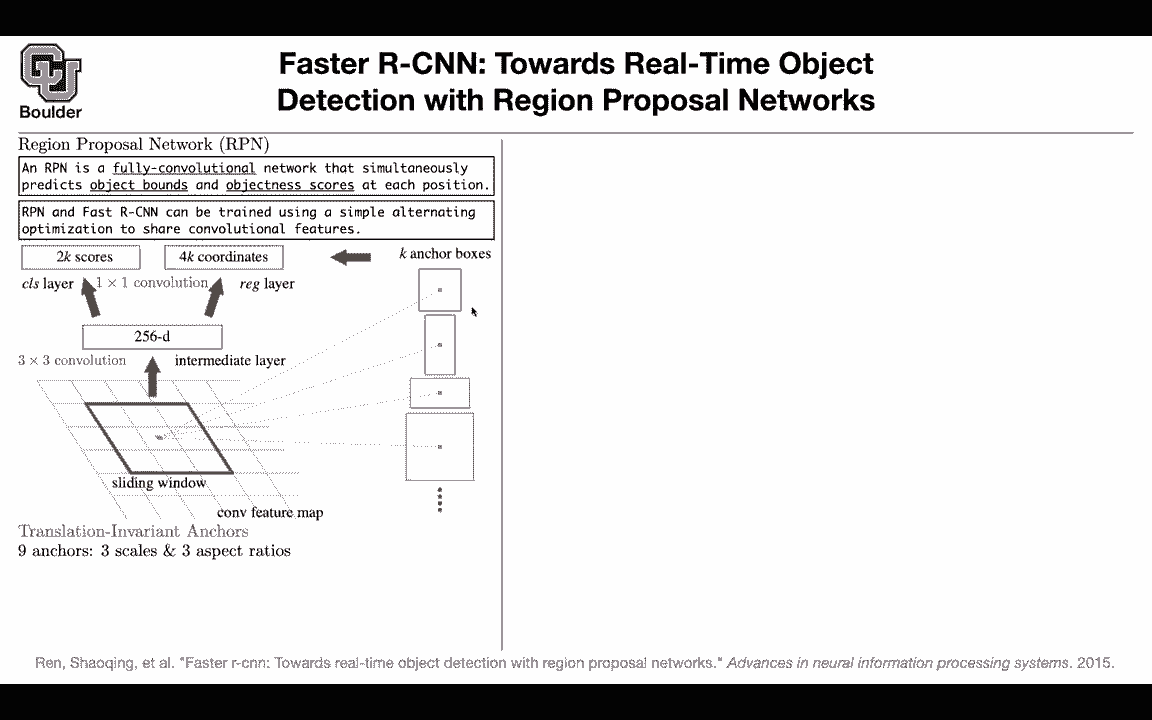 Faster R-CNN: Towards Real-Time Object
Detection with Region Proposal Networks
CU
Boulder
Region Proposal Network (RPN)
An RPN is a fully-convolutional network that simultaneously
predicts object bounds and objectness scores at each position.
RPN and Fast R-CNN can be trained using a simple alternating
optimization to share convolutional features.
2k scores
4k coordinates
k anchor boxes
cls layer
1 × 1 convolution
reg layer
256-d
3 × 3 convolution
intermediate layer
sliding window
conv feature map
Translation-Invariant Anchors
9 anchors: 3 scales & 3 aspect ratios
Ren, Shaoqing, et al. "Faster r-cnn: Towards real-time object detection with region proposal networks." Advances in neural information processing systems. 2015.